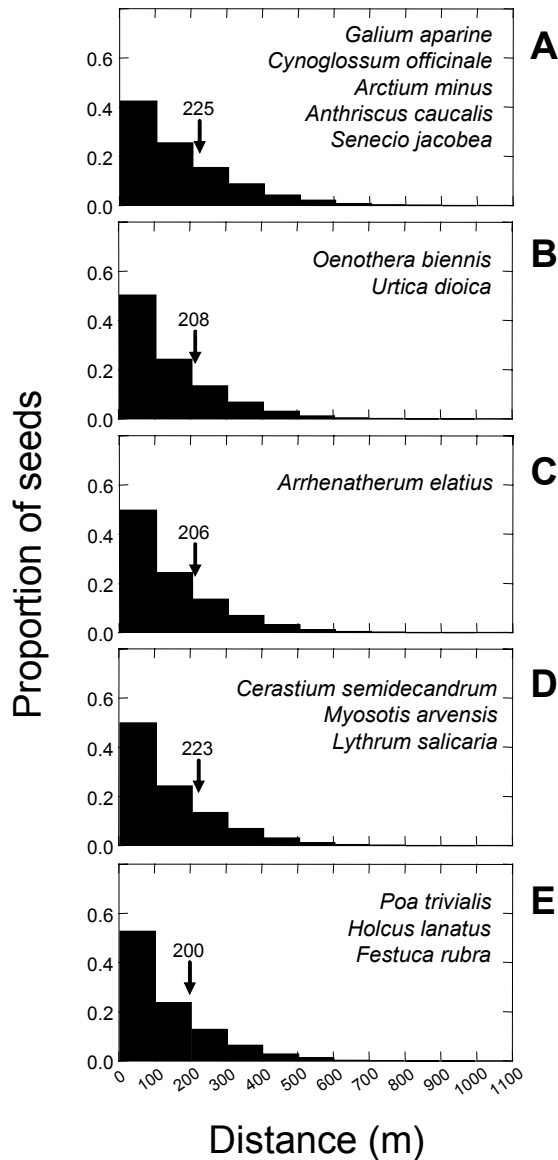 A
Galium aparine
Cynoglossum officinale
Arctium minus
Anthriscus caucalis
Senecio jacobea
0.6
0.4
0.2
0.0
225
B
Oenothera biennis
Urtica dioica
0.6
0.4
0.2
0.0
208
C
Arrhenatherum elatius
0.6
0.4
0.2
0.0
206
D
Cerastium semidecandrum
Myosotis arvensis
Lythrum salicaria
0.6
0.4
0.2
0.0
223
E
Poa trivialis
Holcus lanatus
Festuca rubra
0.6
0.4
0.2
0.0
200
0 100 200 300 400 500 600 700 800 900 1000 1100
Proportion of seeds
Distance (m)